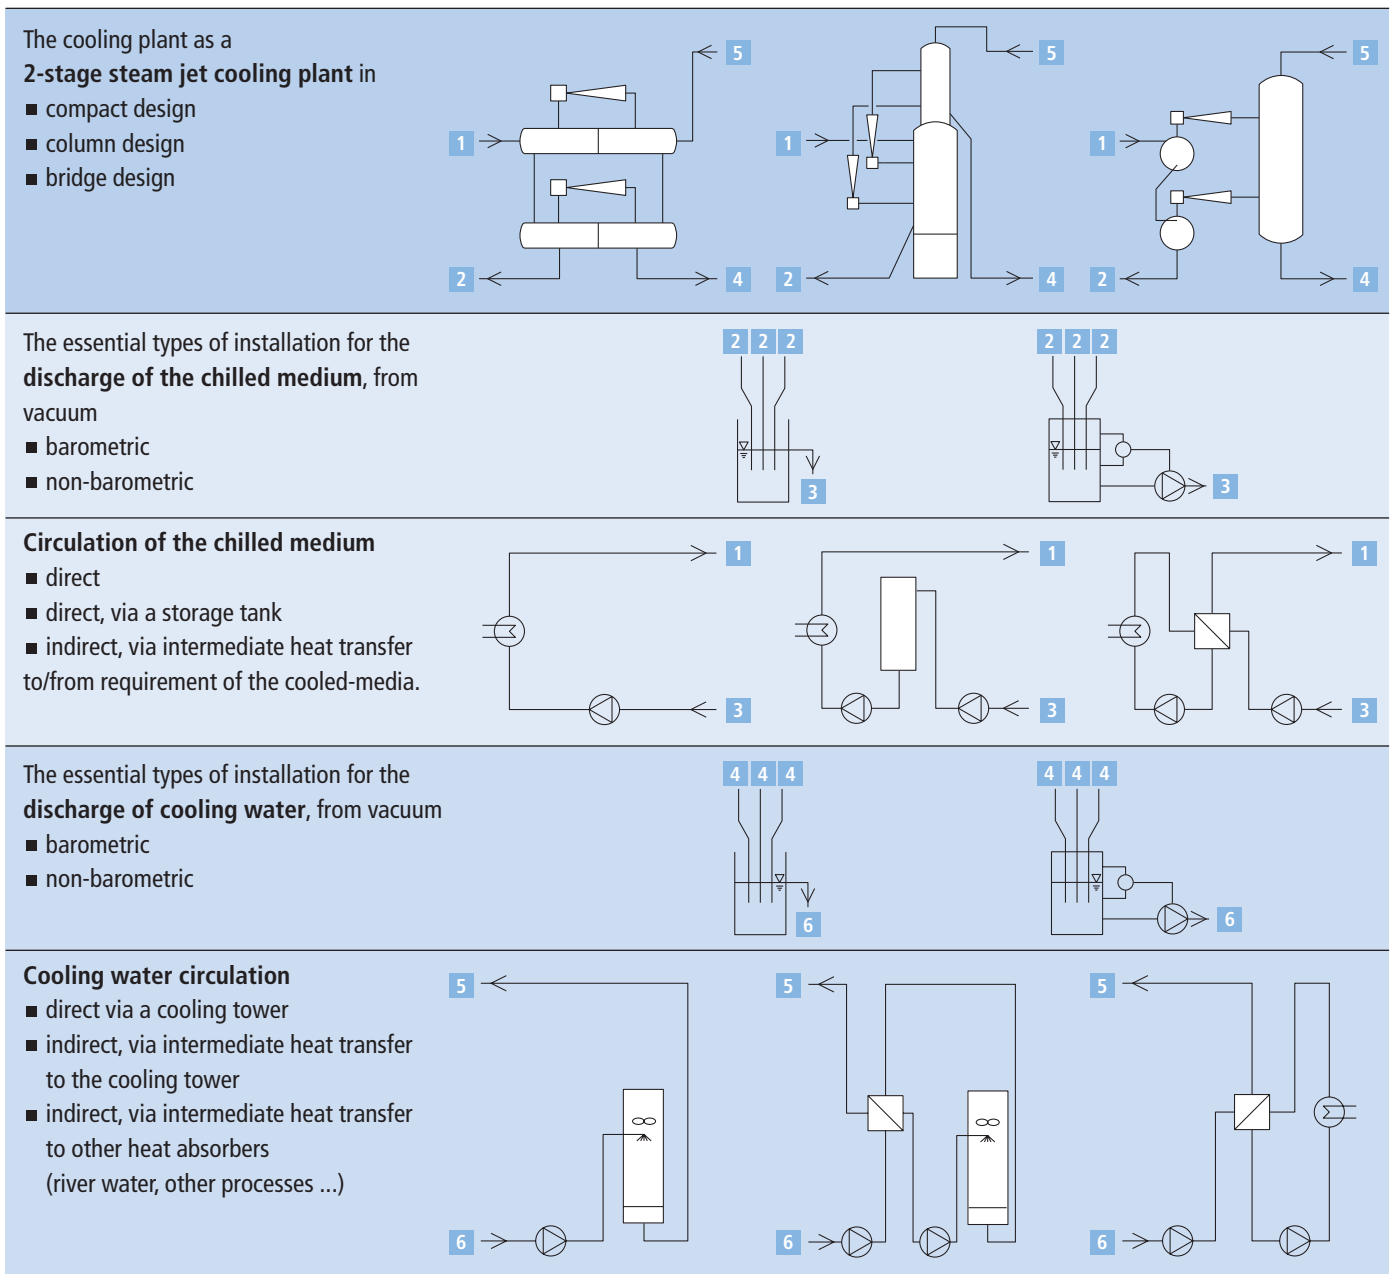 The cooling plant as a
2-stage steam jet cooling plant in
■ compact design
■ column design
■ bridge design
5 5 5
1 1 1
2 4 2 4 2 4
The essential types of installation for the
discharge of the chilled medium, from
vacuum
■ barometric
■ non-barometric
2 2 2 2 2 2
3 3
Circulation of the chilled medium
■ direct
■ direct, via a storage tank
■ indirect, via intermediate heat transfer
to/from requirement of the cooled-media.
1 1 1
3 3 3
The essential types of installation for the
discharge of cooling water, from vacuum
■ barometric
■ non-barometric
4 4 4 4 4 4
6 6
Cooling water circulation
■ direct via a cooling tower
■ indirect, via intermediate heat transfer
to the cooling tower
■ indirect, via intermediate heat transfer
to other heat absorbers
(river water, other processes ...)
5 5 5
6 6 6